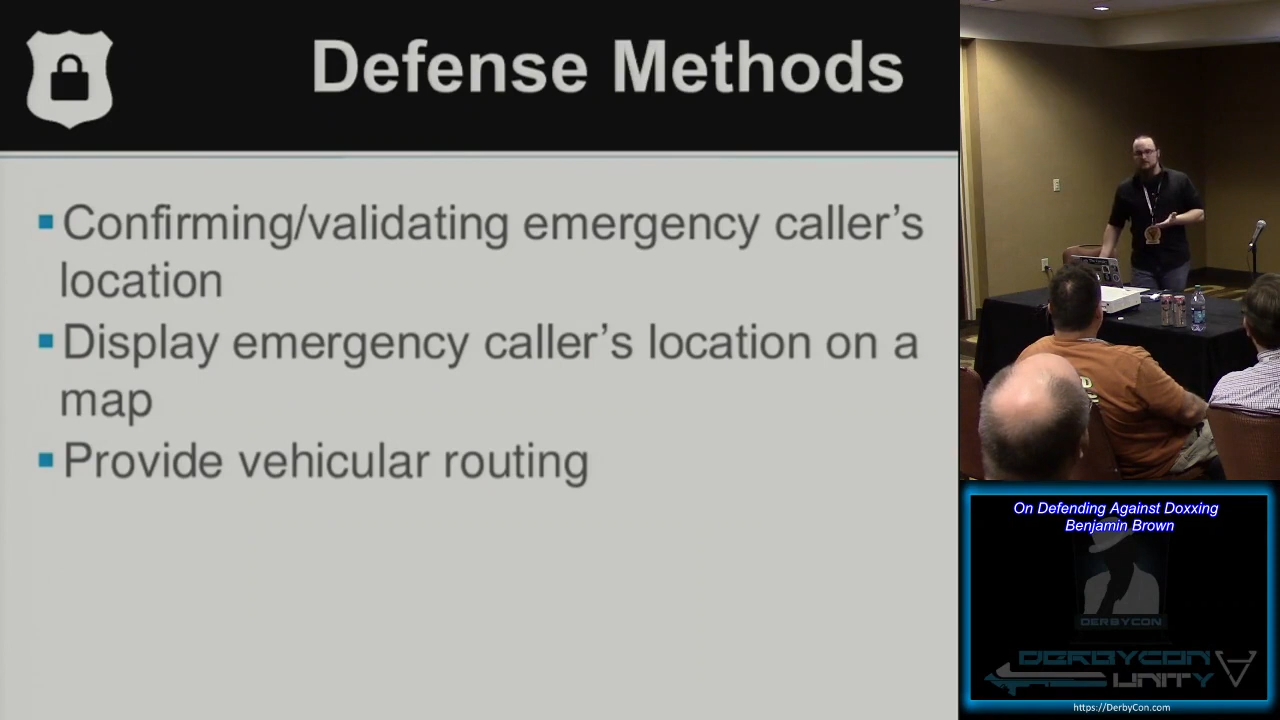 Defense Methods
Confirming/validating emergency caller's
location
Display emergency caller's location on a
map
Provide vehicular routing
On Defending Against Doxxing
Benjamin Brown
DERBYCON
DERBYCON
UNITY
https://DerbyCon.com